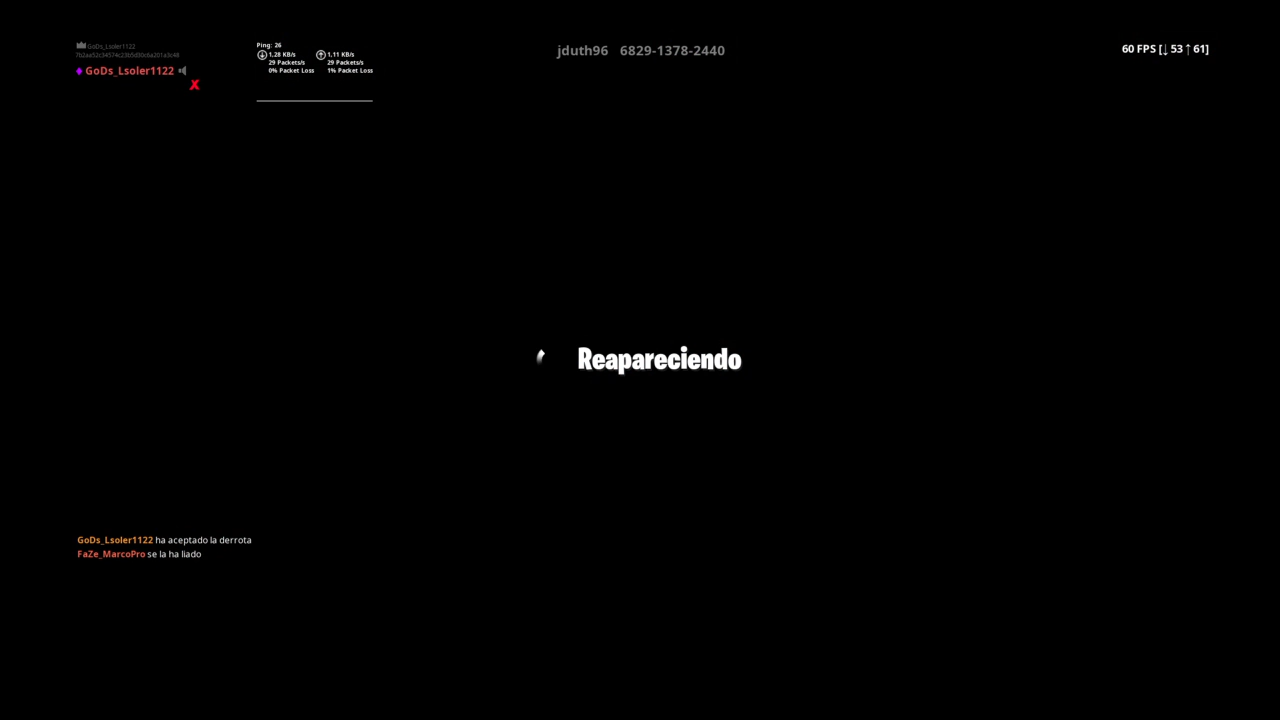 GoDs_Lsoler1122
GoDs_Lsoler1122
X
Ping: 26
1,28 KB/s
29 Packets/s
0% Packet Loss
1,11 KB/s
29 Packets/s
1% Packet Loss
jduth96 6829-1378-2440
60 FPS [↓ 53 ↑ 61]
Reapareciendo
GoDs_Lsoler1122 ha aceptado la derrota
FaZe_MarcoPro se la ha liado